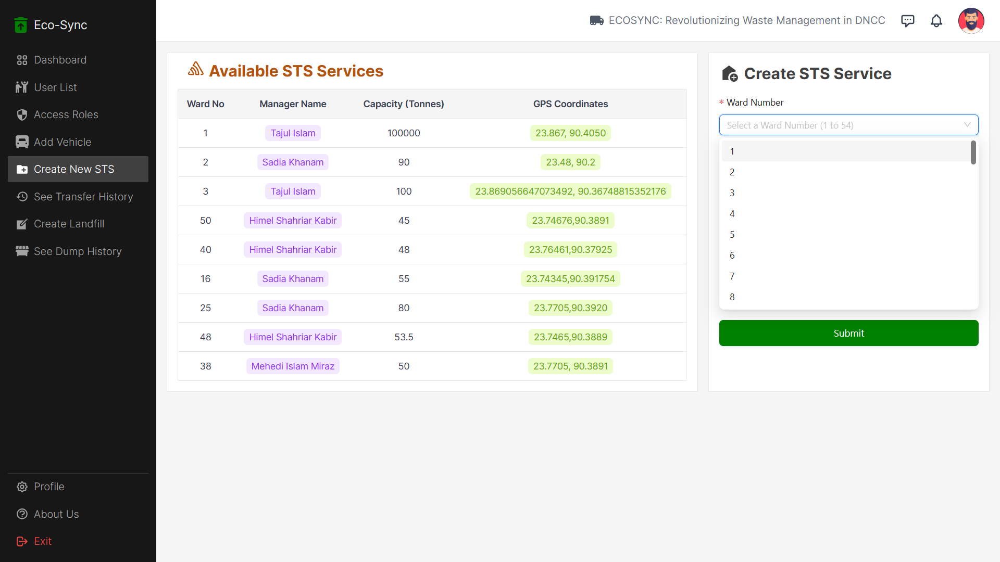 Eco-Sync
Dashboard
User List
Access Roles
Add Vehicle
Create New STS
See Transfer History
Create Landfill
See Dump History
Profile
About Us
Exit
ECOSYNC: Revolutionizing Waste Management in DNCC
Available STS Services
Ward No Manager Name Capacity (Tonnes) GPS Coordinates
1 Tajul Islam 100000 23.867, 90.4050
2 Sadia Khanam 90 23.48, 90.2
3 Tajul Islam 100 23.869056647073492, 90.36748815352176
50 Himel Shahriar Kabir 45 23.74676,90.3891
40 Himel Shahriar Kabir 48 23.76461,90.37925
16 Sadia Khanam 55 23.74345,90.391754
25 Sadia Khanam 80 23.7705,90.3920
48 Himel Shahriar Kabir 53.5 23.7465,90.3889
38 Mehedi Islam Miraz 50 23.7705, 90.3891
Create STS Service
* Ward Number
Select a Ward Number (1 to 54)
1
2
3
4
5
6
7
8
Submit